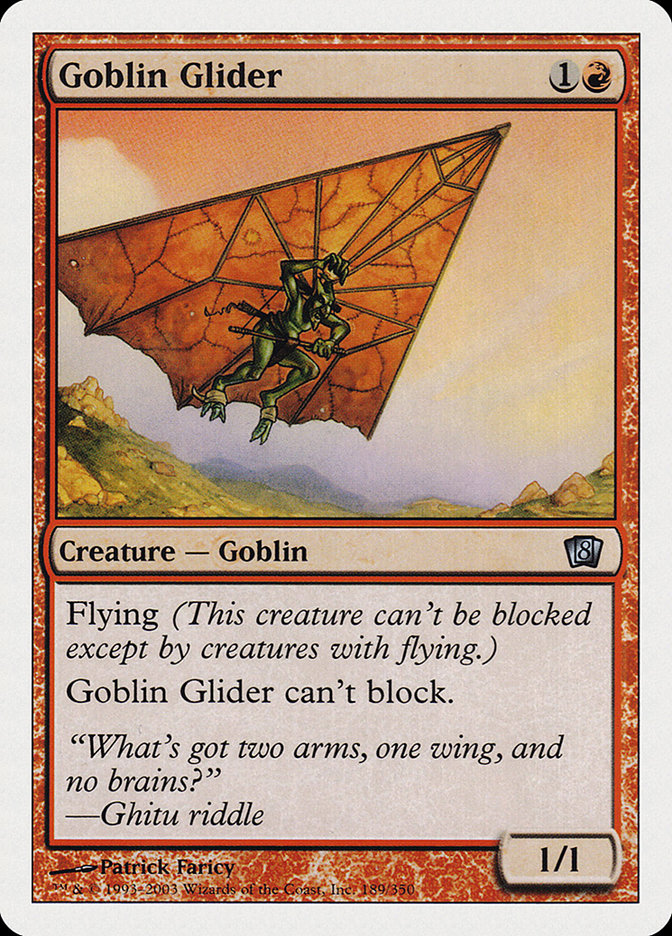 Goblin Glider 1
Creature — Goblin 8
Flying (This creature can't be blocked
except by creatures with flying.)
Goblin Glider can't block.
“What's got two arms, one wing, and
no brains?”
—Ghitu riddle
1/1
Patrick Faricy
™ & © 1993–2003 Wizards of the Coast, Inc. 189/350